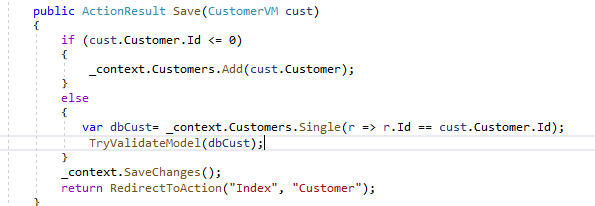 public ActionResult Save(CustomerVM cust)
{
if (cust.Customer.Id <= 0)
{
_context.Customers.Add(cust.Customer);
}
else
{
var dbCust= _context.Customers.Single(r => r.Id == cust.Customer.Id);
TryValidateModel(dbCust);
}
_context.SaveChanges();
return RedirectToAction("Index", "Customer");
}